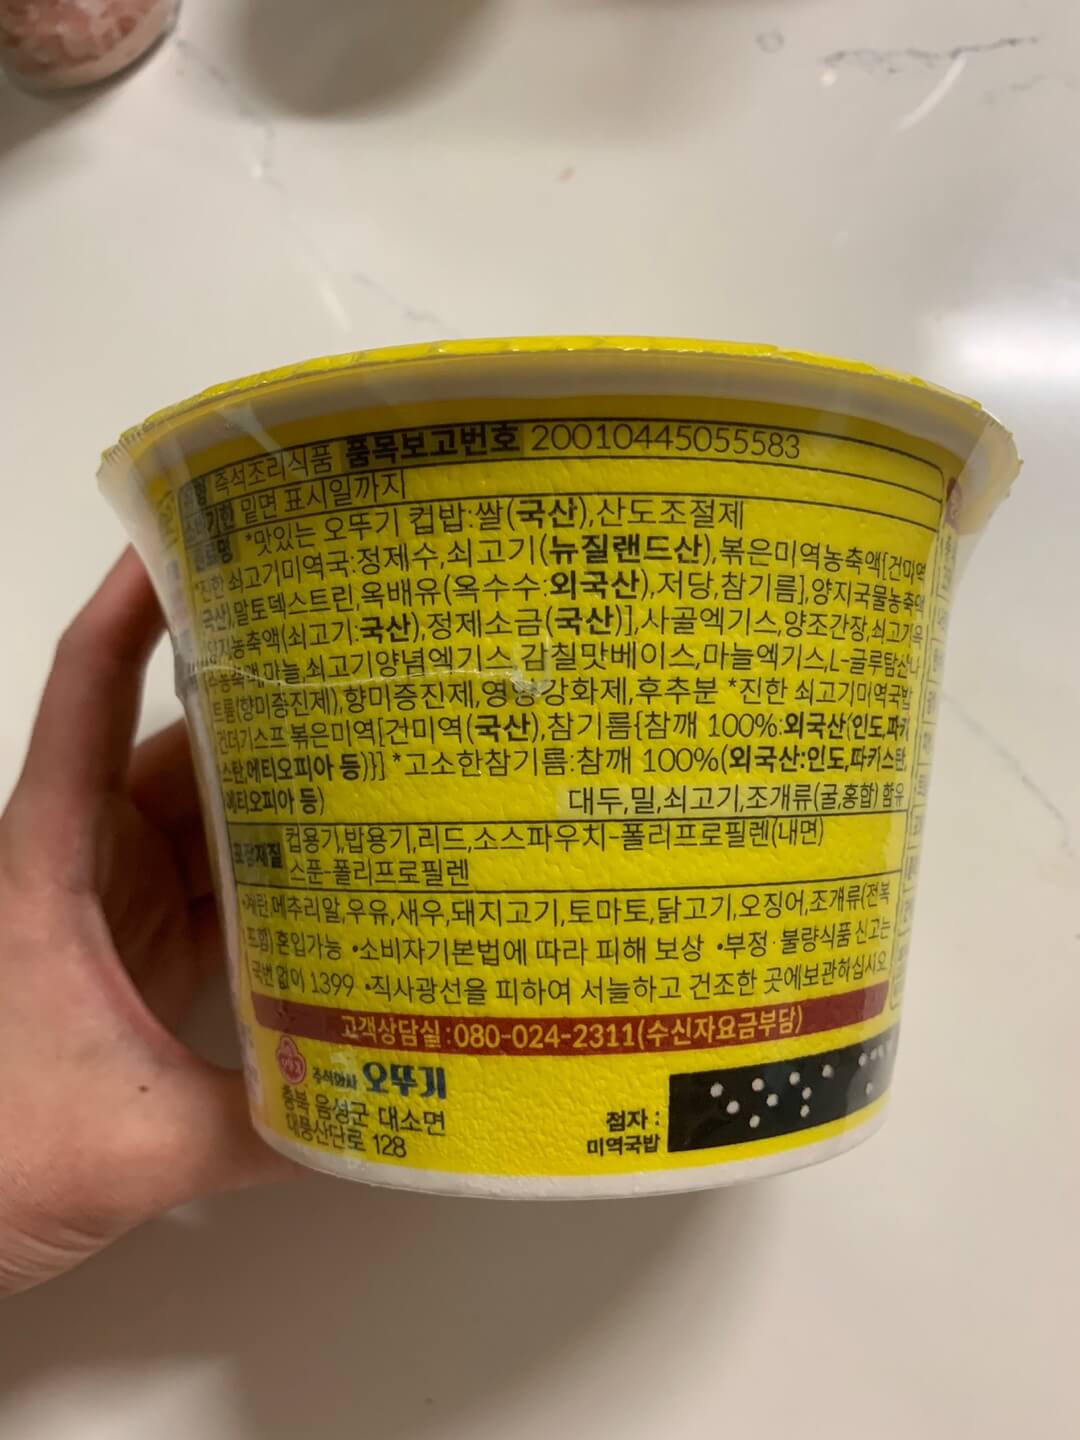 즉석조리식품 품목보고번호 20010445055583
밑면 표시일까지
*맛있는 오뚜기 컵밥:쌀(국산),산도조절제
*진한 쇠고기미역국:정제수,쇠고기(뉴질랜드산),볶은미역농축액[건미역
(국산),말토덱스트린,옥배유(옥수수:외국산),저당,참기름],양지국물농축액
농축액(쇠고기:국산),정제소금(국산)],사골엑기스,양조간장,쇠고기육
마늘,쇠고기양념엑기스,감칠맛베이스,마늘엑기스,L-글루탐산나
트륨(향미증진제),향미증진제,영양강화제,후추분 *진한 쇠고기미역국밥
건더기스프:볶은미역[건미역(국산),참기름{참깨 100%:외국산(인도,파키
스탄,에티오피아 등)}] *고소한참기름:참깨 100%(외국산:인도,파키스탄,
에티오피아 등)
대두,밀,쇠고기,조개류(굴,홍합) 함유
포장재질 컵용기,밥용기,리드,소스파우치-폴리프로필렌(내면)
스푼-폴리프로필렌
•계란,메추리알,우유,새우,돼지고기,토마토,닭고기,오징어,조개류(전복
포함) 혼입가능 •소비자기본법에 따라 피해 보상 •부정·불량식품 신고는
국번 없이 1399 •직사광선을 피하여 서늘하고 건조한 곳에보관하십시오.
고객상담실:080-024-2311(수신자요금부담)
주식회사 오뚜기
충북 음성군 대소면
대풍산단로 128
점자 :
미역국밥